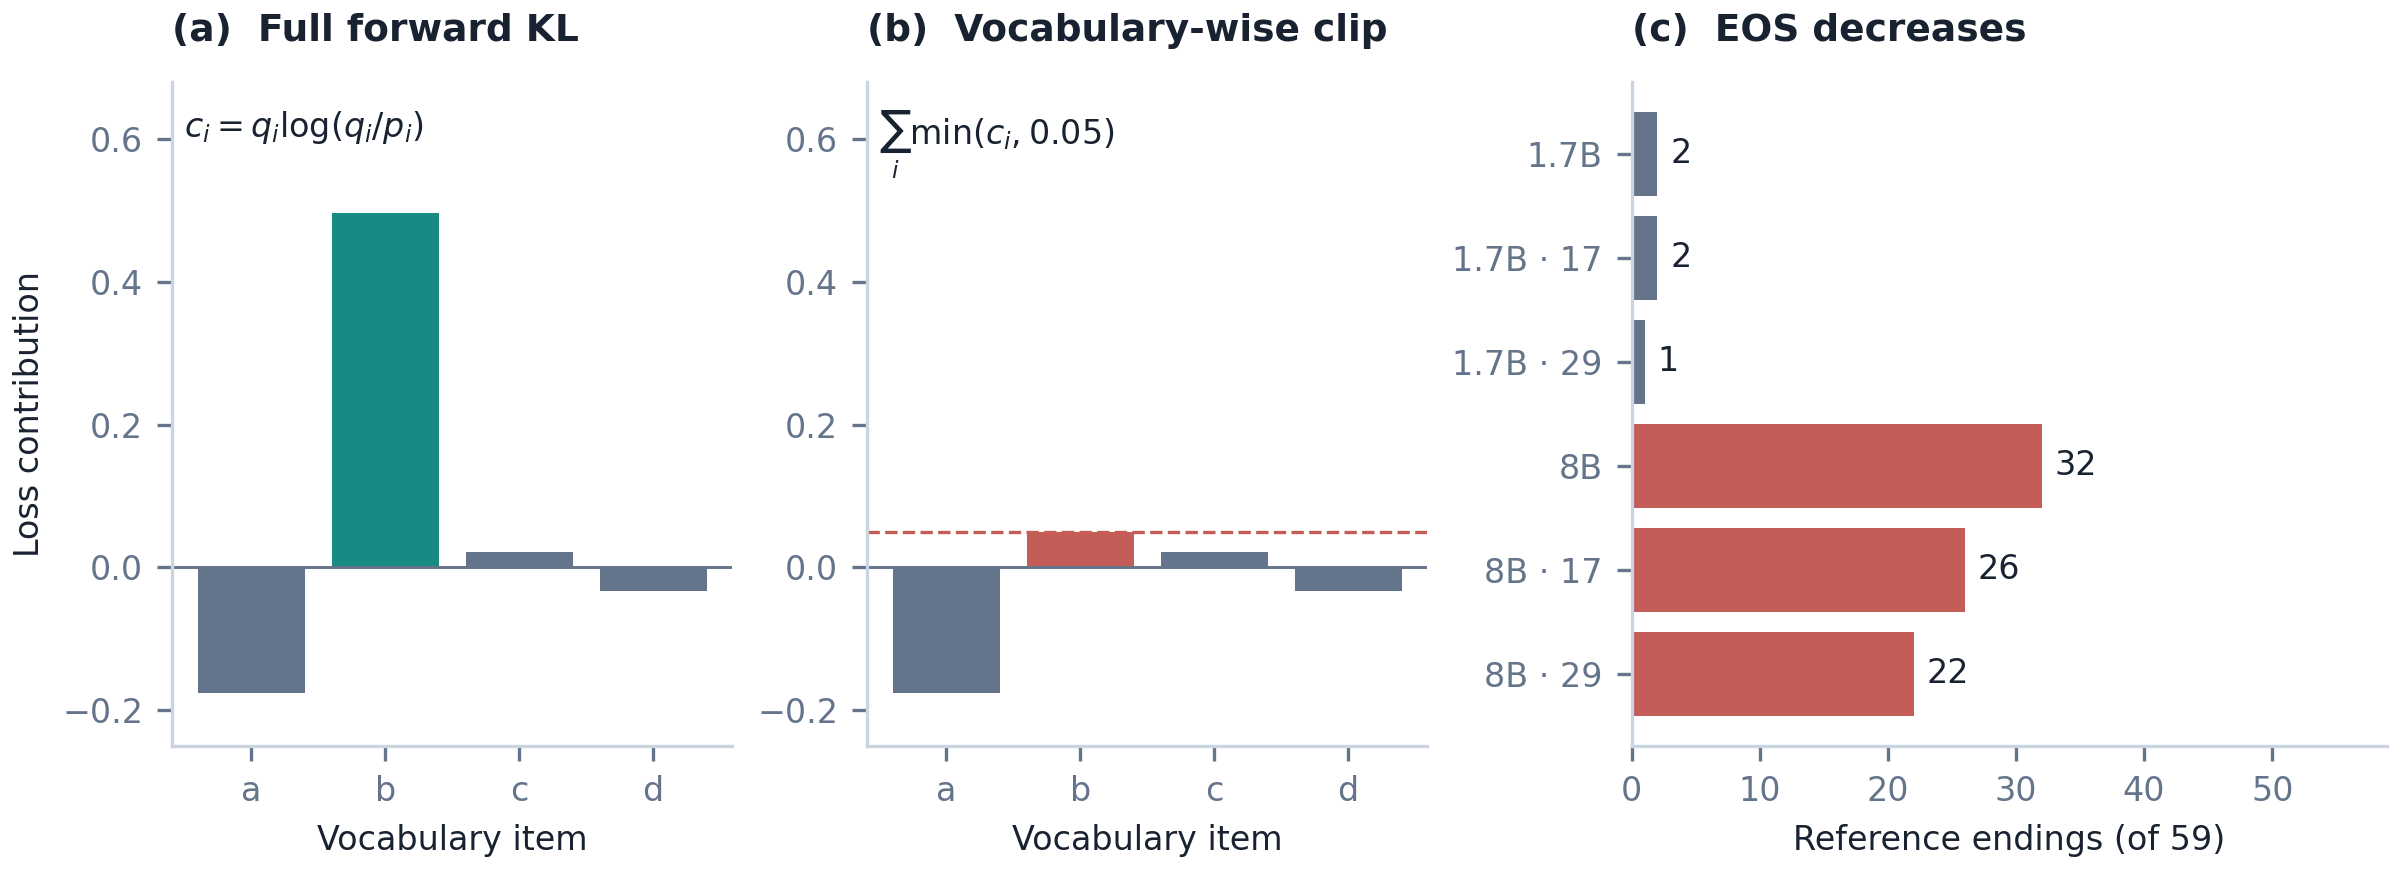 (a) Full forward KL
c_i = q_i log(q_i/p_i)
Loss contribution
0.6
0.4
0.2
0.0
−0.2
a b c d
Vocabulary item
(b) Vocabulary-wise clip
∑_i min(c_i, 0.05)
0.6
0.4
0.2
0.0
−0.2
a b c d
Vocabulary item
(c) EOS decreases
1.7B 2
1.7B · 17 2
1.7B · 29 1
8B 32
8B · 17 26
8B · 29 22
0 10 20 30 40 50
Reference endings (of 59)